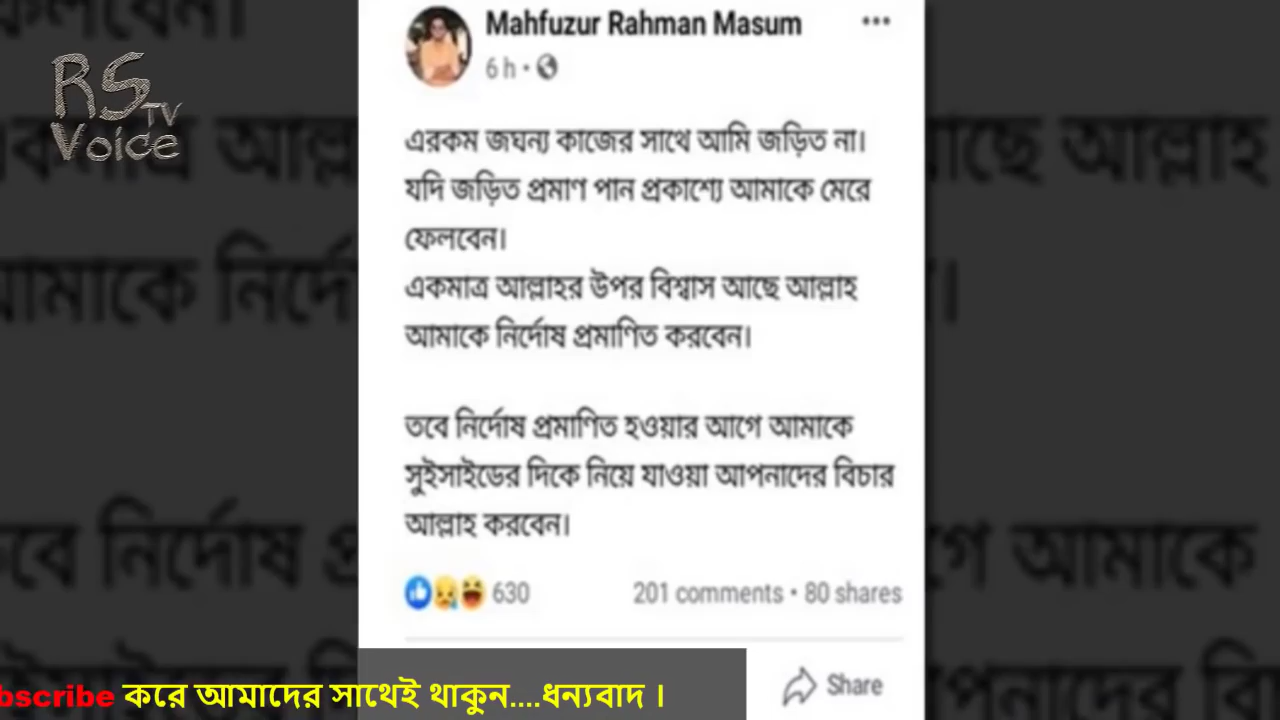 RS
TV
Voice
Mahfuzur Rahman Masum
6 h
এরকম জঘন্য কাজের সাথে আমি জড়িত না।
যদি জড়িত প্রমাণ পান প্রকাশ্যে আমাকে মেরে
ফেলবেন।
একমাত্র আল্লাহর উপর বিশ্বাস আছে আল্লাহ
আমাকে নির্দোষ প্রমাণিত করবেন।
তবে নির্দোষ প্রমাণিত হওয়ার আগে আমাকে
সুইসাইডের দিকে নিয়ে যাওয়া আপনাদের বিচার
আল্লাহ করবেন।
630
201 comments • 80 shares
Share
bscribe করে আমাদের সাথেই থাকুন....ধন্যবাদ।